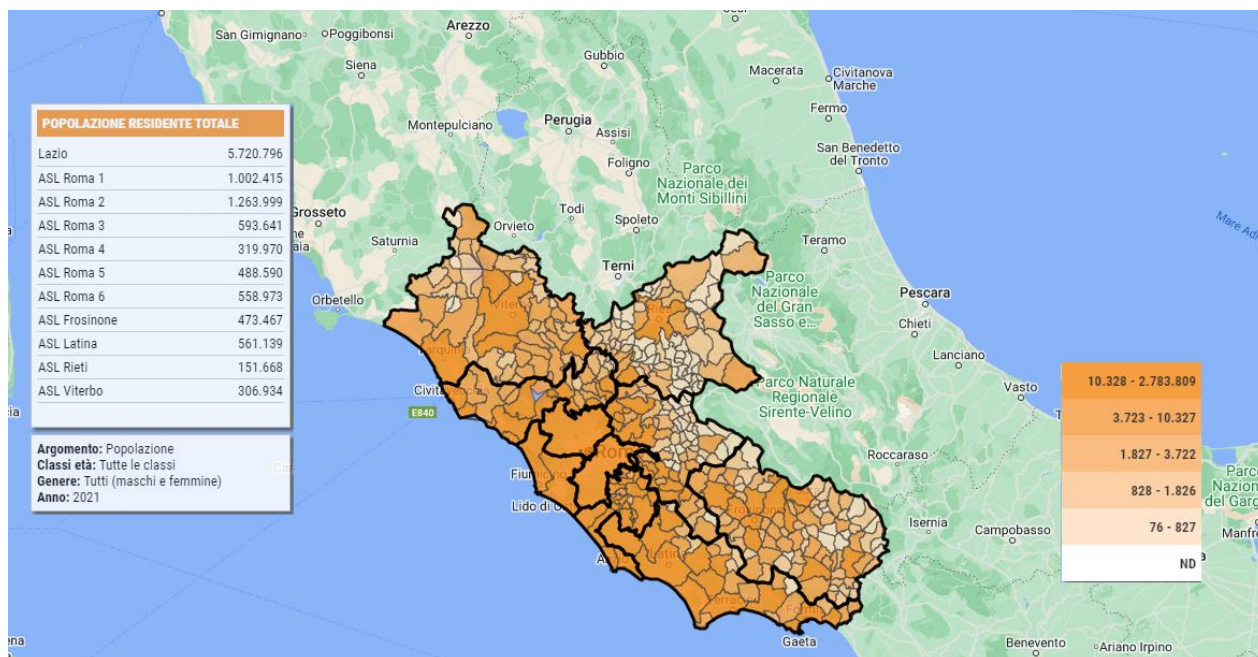 Arezzo
San Gimignano
Poggibonsi
Siena
Gubbio
Macerata
Civitanova
Marche
Fermo
Montepulciano
Perugia
Assisi
San Benedetto
del Tronto
Foligno
Parco
Nazionale dei
Monti Sibillini
POPOLAZIONE RESIDENTE TOTALE
Lazio 5.720.796
ASL Roma 1 1.002.415
ASL Roma 2 1.263.999
ASL Roma 3 593.641
ASL Roma 4 319.970
ASL Roma 5 488.590
ASL Roma 6 558.973
ASL Frosinone 473.467
ASL Latina 561.139
ASL Rieti 151.668
ASL Viterbo 306.934
Argomento: Popolazione
Classi età: Tutte le classi
Genere: Tutti (maschi e femmine)
Anno: 2021
Grosseto
Saturnia
Orvieto
Todi
Spoleto
Terni
Teramo
Orbetello
Parco
Nazionale
del Gran
Sasso e...
Pescara
Chieti
Lanciano
Vasto
Parco Naturale
Regionale
Sirente-Velino
E840
Roccaraso
Isernia
Campobasso
Gaeta
Benevento
Ariano Irpino
Mare
10.328 - 2.783.809
3.723 - 10.327
1.827 - 3.722
828 - 1.826
76 - 827
ND